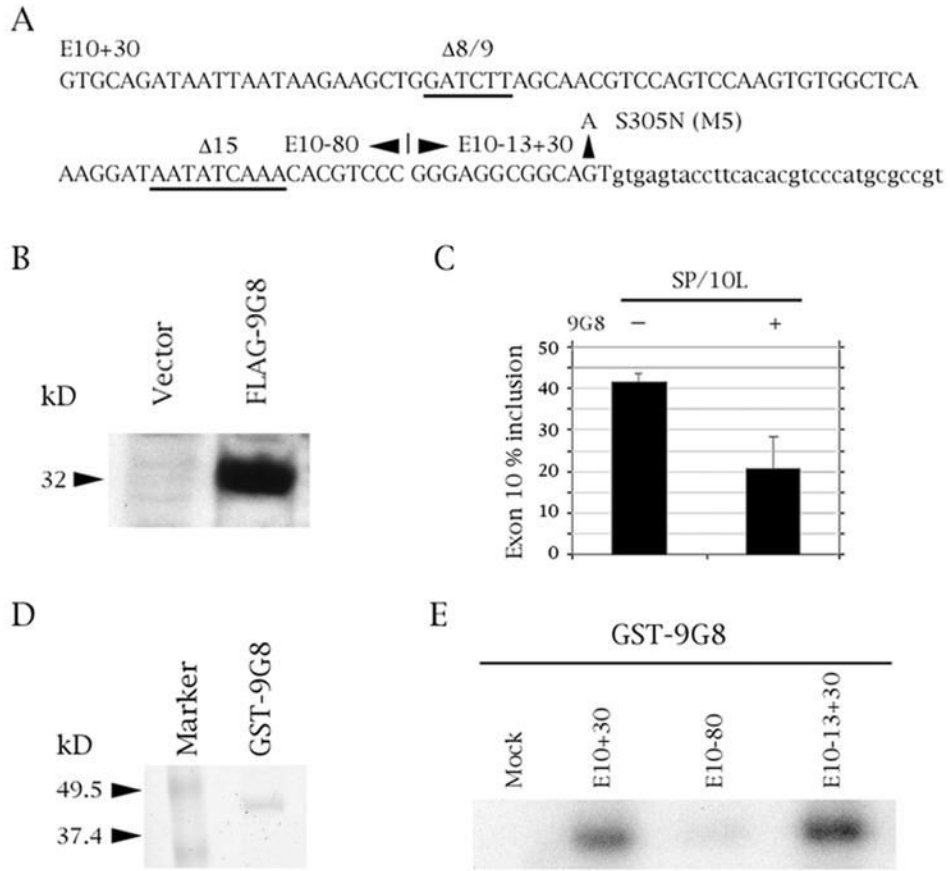 A
E10+30
Δ8/9
GTGCAGATAATTAATAAGAAGCTGGATCTTAGCAACGTCCAGTCCAAGTGTGGCTCA
A S305N (M5)
Δ15 E10-80 E10-13+30
AAGGATAATATCAAACACGTCCC GGGAGGCGGCAGTgtgagtaccttcacacgtcccatgcgccgt
B
Vector
FLAG-9G8
kD
32
C
SP/10L
9G8 − +
Exon 10 % inclusion
50
40
30
20
10
0
D
Marker
GST-9G8
kD
49.5
37.4
E
GST-9G8
Mock
E10+30
E10-80
E10-13+30